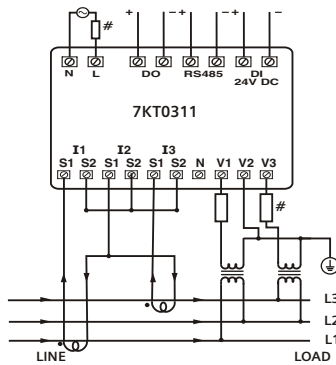 #
+ − + − + −
N L DO RS485 DI
24V DC
7KT0311
I1 I2 I3
S1 S2 S1 S2 S1 S2 N V1 V2 V3
#
L3
L2
L1
LINE LOAD